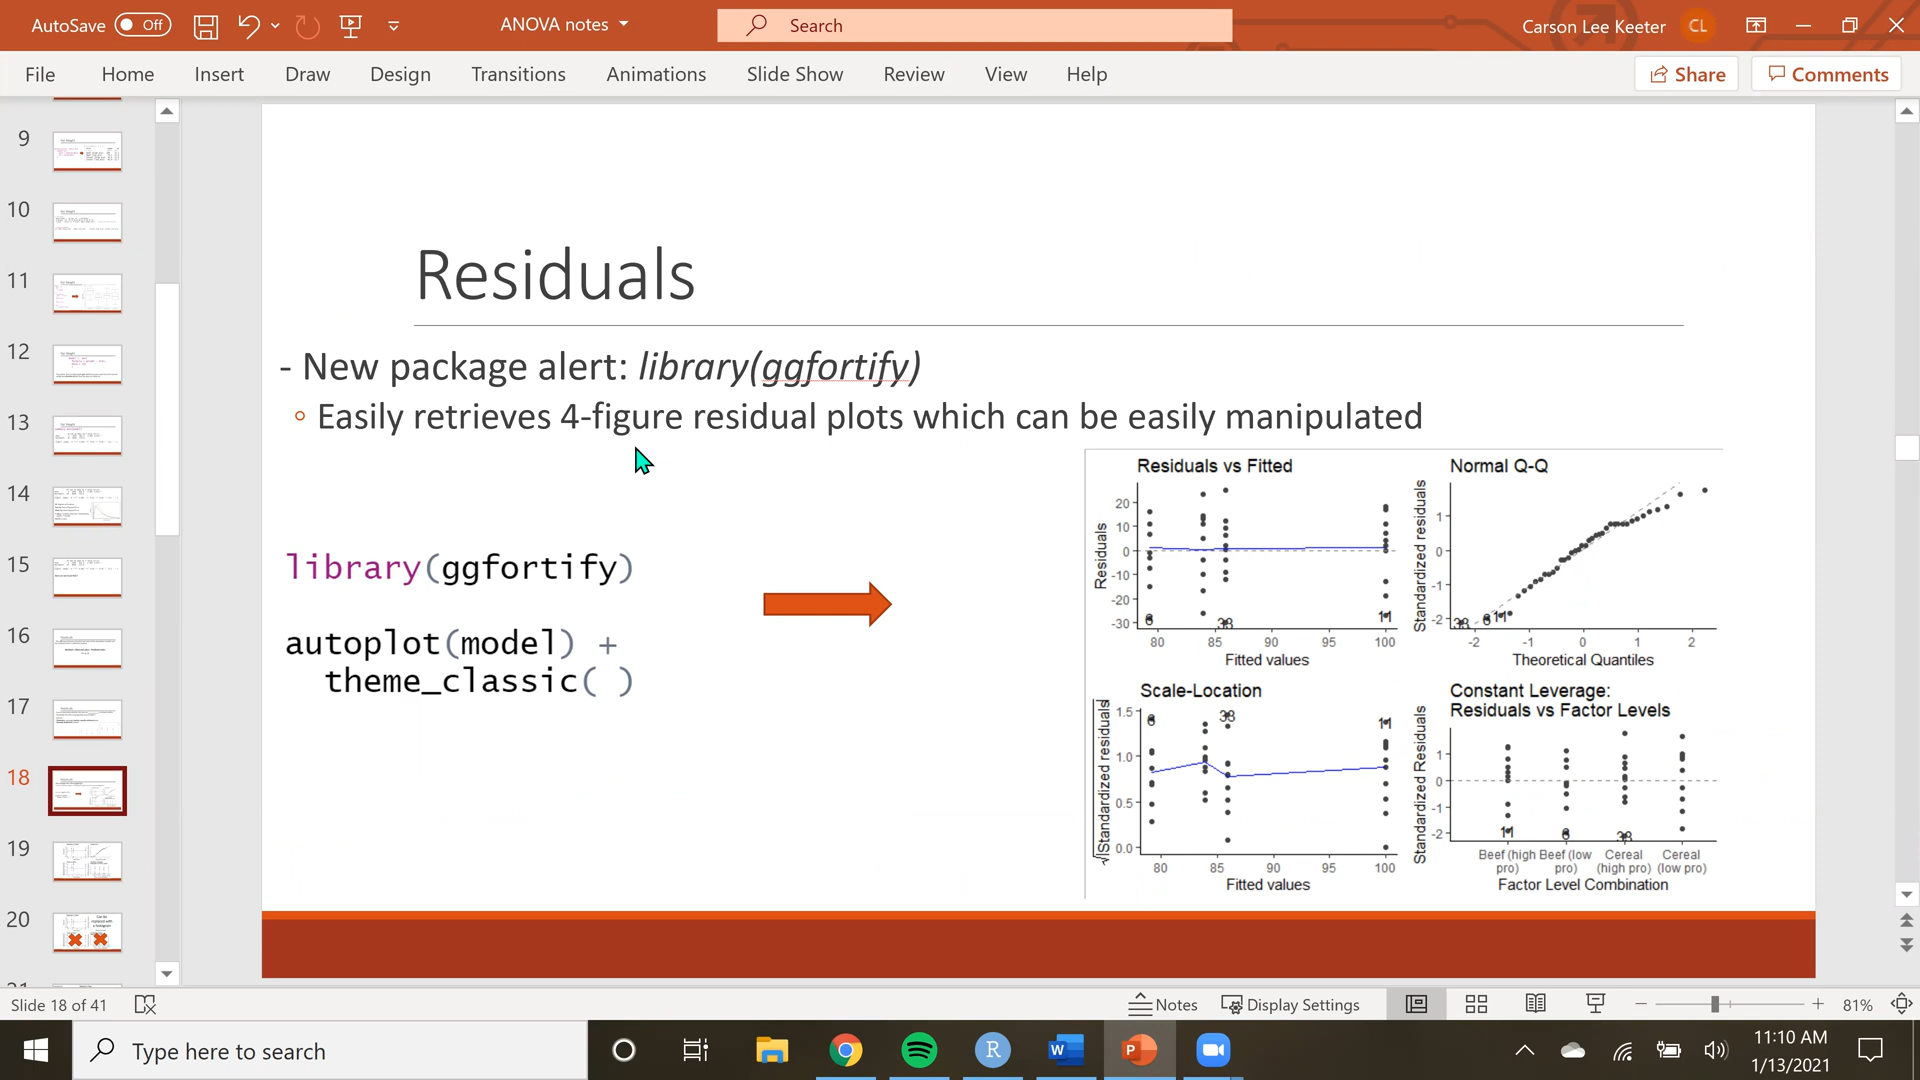 AutoSave Off
ANOVA notes
Search
Carson Lee Keeter CL
File Home Insert Draw Design Transitions Animations Slide Show Review View Help Share Comments
9
10
11
12
13
14
15
16
17
18
19
20
Residuals
- New package alert: library(ggfortify)
Easily retrieves 4-figure residual plots which can be easily manipulated
library(ggfortify)
autoplot(model) +
theme_classic( )
Residuals vs Fitted
Residuals
20
10
0
-10
-20
-30
11
80 85 90 95 100
Fitted values
Normal Q-Q
Standardized residuals
1
0
-1
-2
11
-2 -1 0 1 2
Theoretical Quantiles
Scale-Location
√|Standardized residuals|
1.5
1.0
0.5
0.0
38
11
80 85 90 95 100
Fitted values
Constant Leverage:
Residuals vs Factor Levels
Standardized Residuals
1
0
-1
-2
11
Beef (high Beef (low Cereal Cereal
pro) pro) (high pro) (low pro)
Factor Level Combination
Slide 18 of 41
Notes Display Settings 81%
Type here to search
11:10 AM
1/13/2021